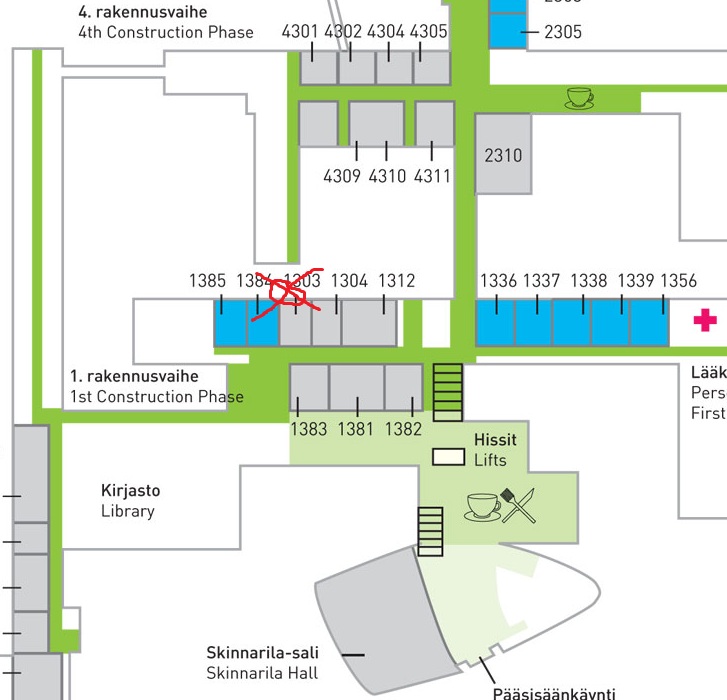 4. rakennusvaihe
4th Construction Phase
4301 4302 4304 4305
2305
2310
4309 4310 4311
1385 1384 1303 1304 1312
1336 1337 1338 1339 1356
1. rakennusvaihe
1st Construction Phase
Lääk
Pers
First
1383 1381 1382
Hissit
Lifts
Kirjasto
Library
Skinnarila-sali
Skinnarila Hall
Pääsisäänkäynti